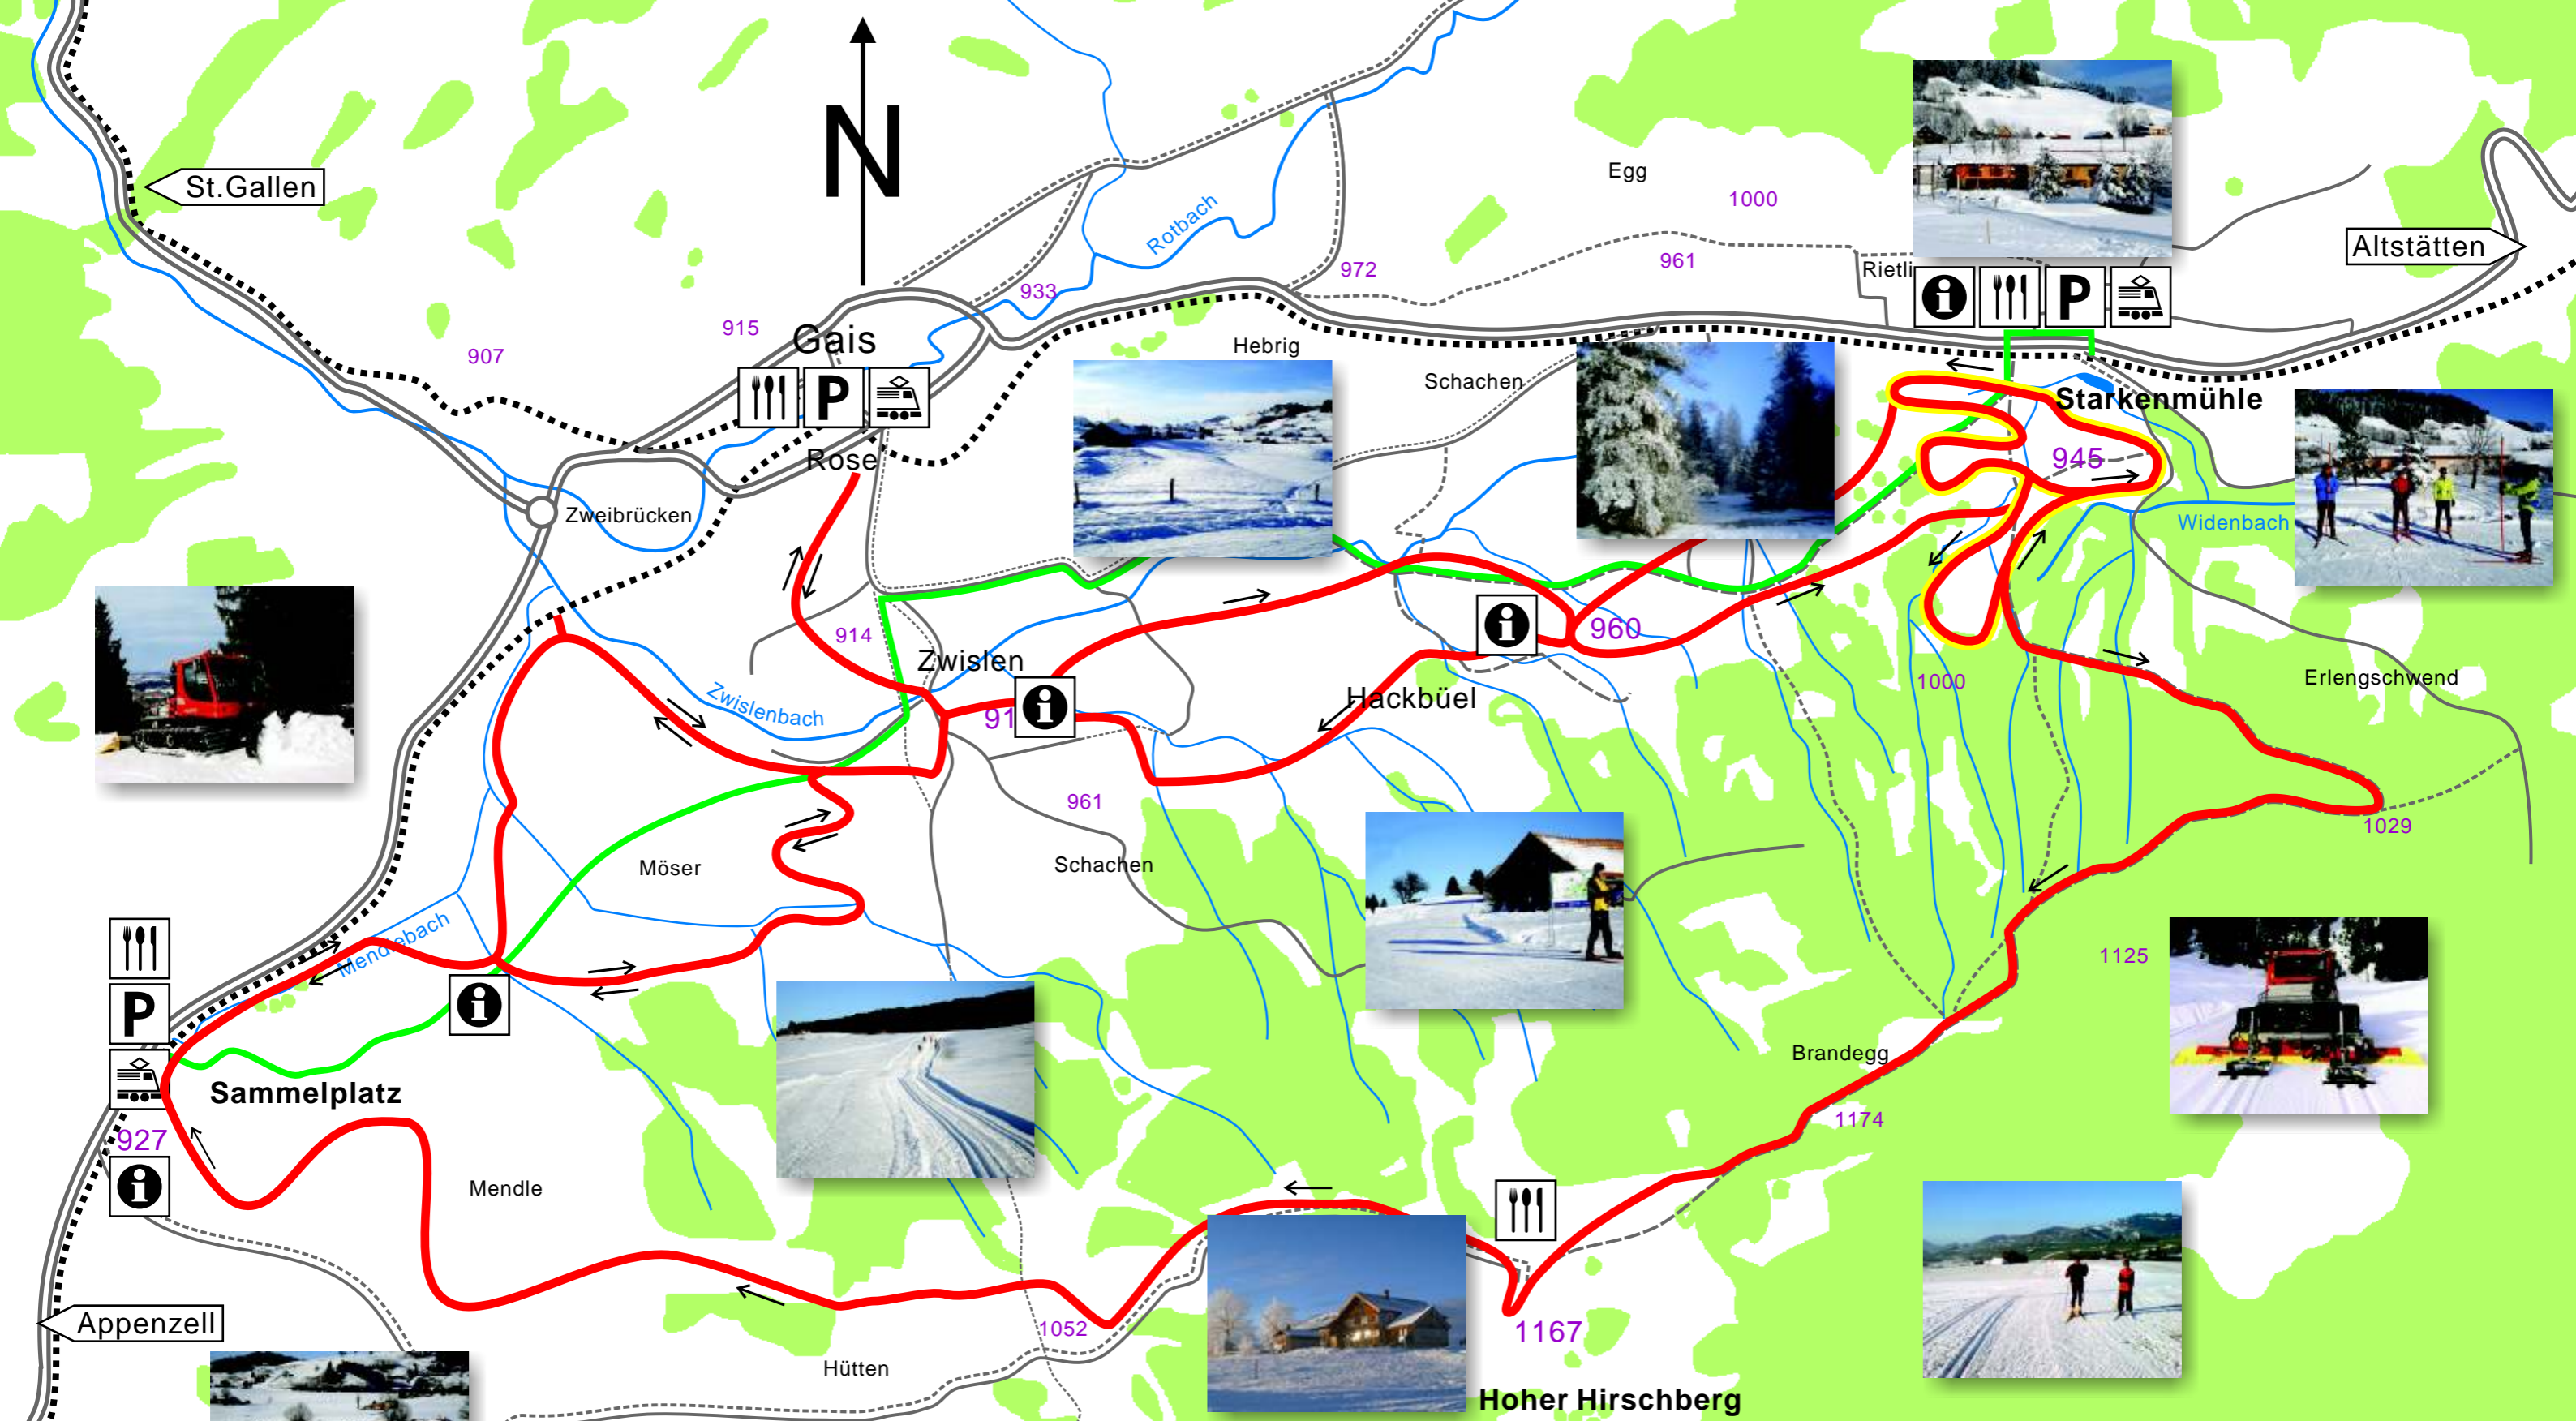 N
St.Gallen
Egg
1000
Altstätten
Rotbach
961
972
Rietli
i
P
933
915
Gais
907
Hebrig
P
Schachen
Starkenmühle
Rose
945
Zweibrücken
Widenbach
914
i
960
Zwislen
Erlengschwend
1000
Zwislenbach
Hackbüel
91
i
961
1029
Möser
Schachen
Mendlebach
1125
P
i
Brandegg
Sammelplatz
1174
927
i
Mendle
Appenzell
1052
1167
Hütten
Hoher Hirschberg